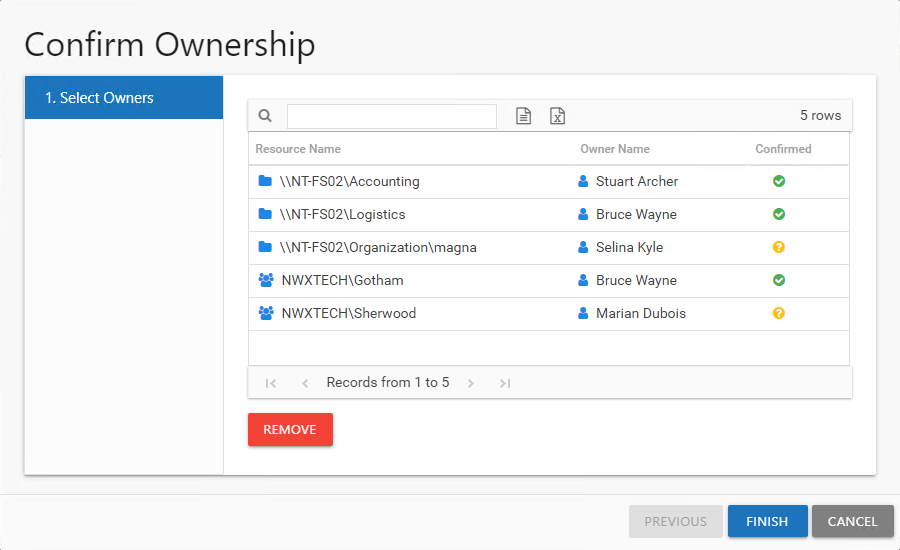 Confirm Ownership
1. Select Owners
5 rows
Resource Name Owner Name Confirmed
\\NT-FS02\Accounting Stuart Archer
\\NT-FS02\Logistics Bruce Wayne
\\NT-FS02\Organization\magna Selina Kyle
NWXTECH\Gotham Bruce Wayne
NWXTECH\Sherwood Marian Dubois
Records from 1 to 5
REMOVE
PREVIOUS FINISH CANCEL